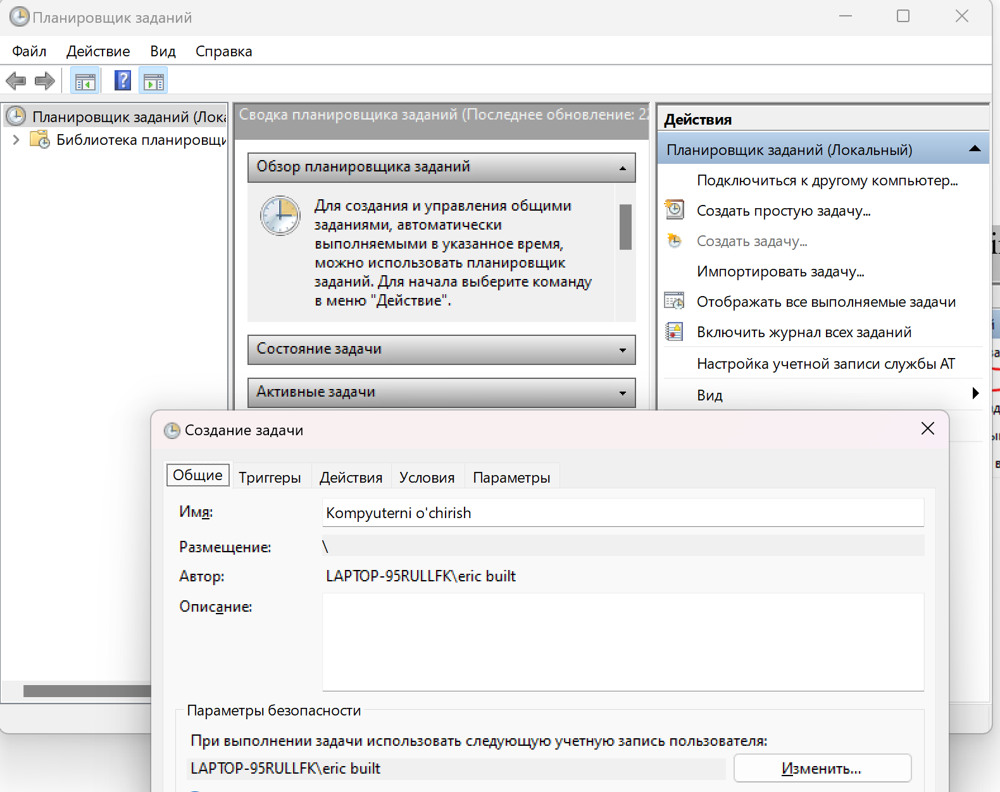 Планировщик заданий
Файл Действие Вид Справка
Планировщик заданий (Лок
Библиотека планировщи
Сводка планировщика заданий (Последнее обновление: 22
Обзор планировщика заданий
Для создания и управления общими
заданиями, автоматически
выполняемыми в указанное время,
можно использовать планировщик
заданий. Для начала выберите команду
в меню "Действие".
Состояние задачи
Активные задачи
Действия
Планировщик заданий (Локальный)
Подключиться к другому компьютер...
Создать простую задачу...
Создать задачу...
Импортировать задачу...
Отображать все выполняемые задачи
Включить журнал всех заданий
Настройка учетной записи службы AT
Вид
Создание задачи
Общие Триггеры Действия Условия Параметры
Имя: Kompyuterni o'chirish
Размещение: \
Автор: LAPTOP-95RULLFK\eric built
Описание:
Параметры безопасности
При выполнении задачи использовать следующую учетную запись пользователя:
LAPTOP-95RULLFK\eric built
Изменить...